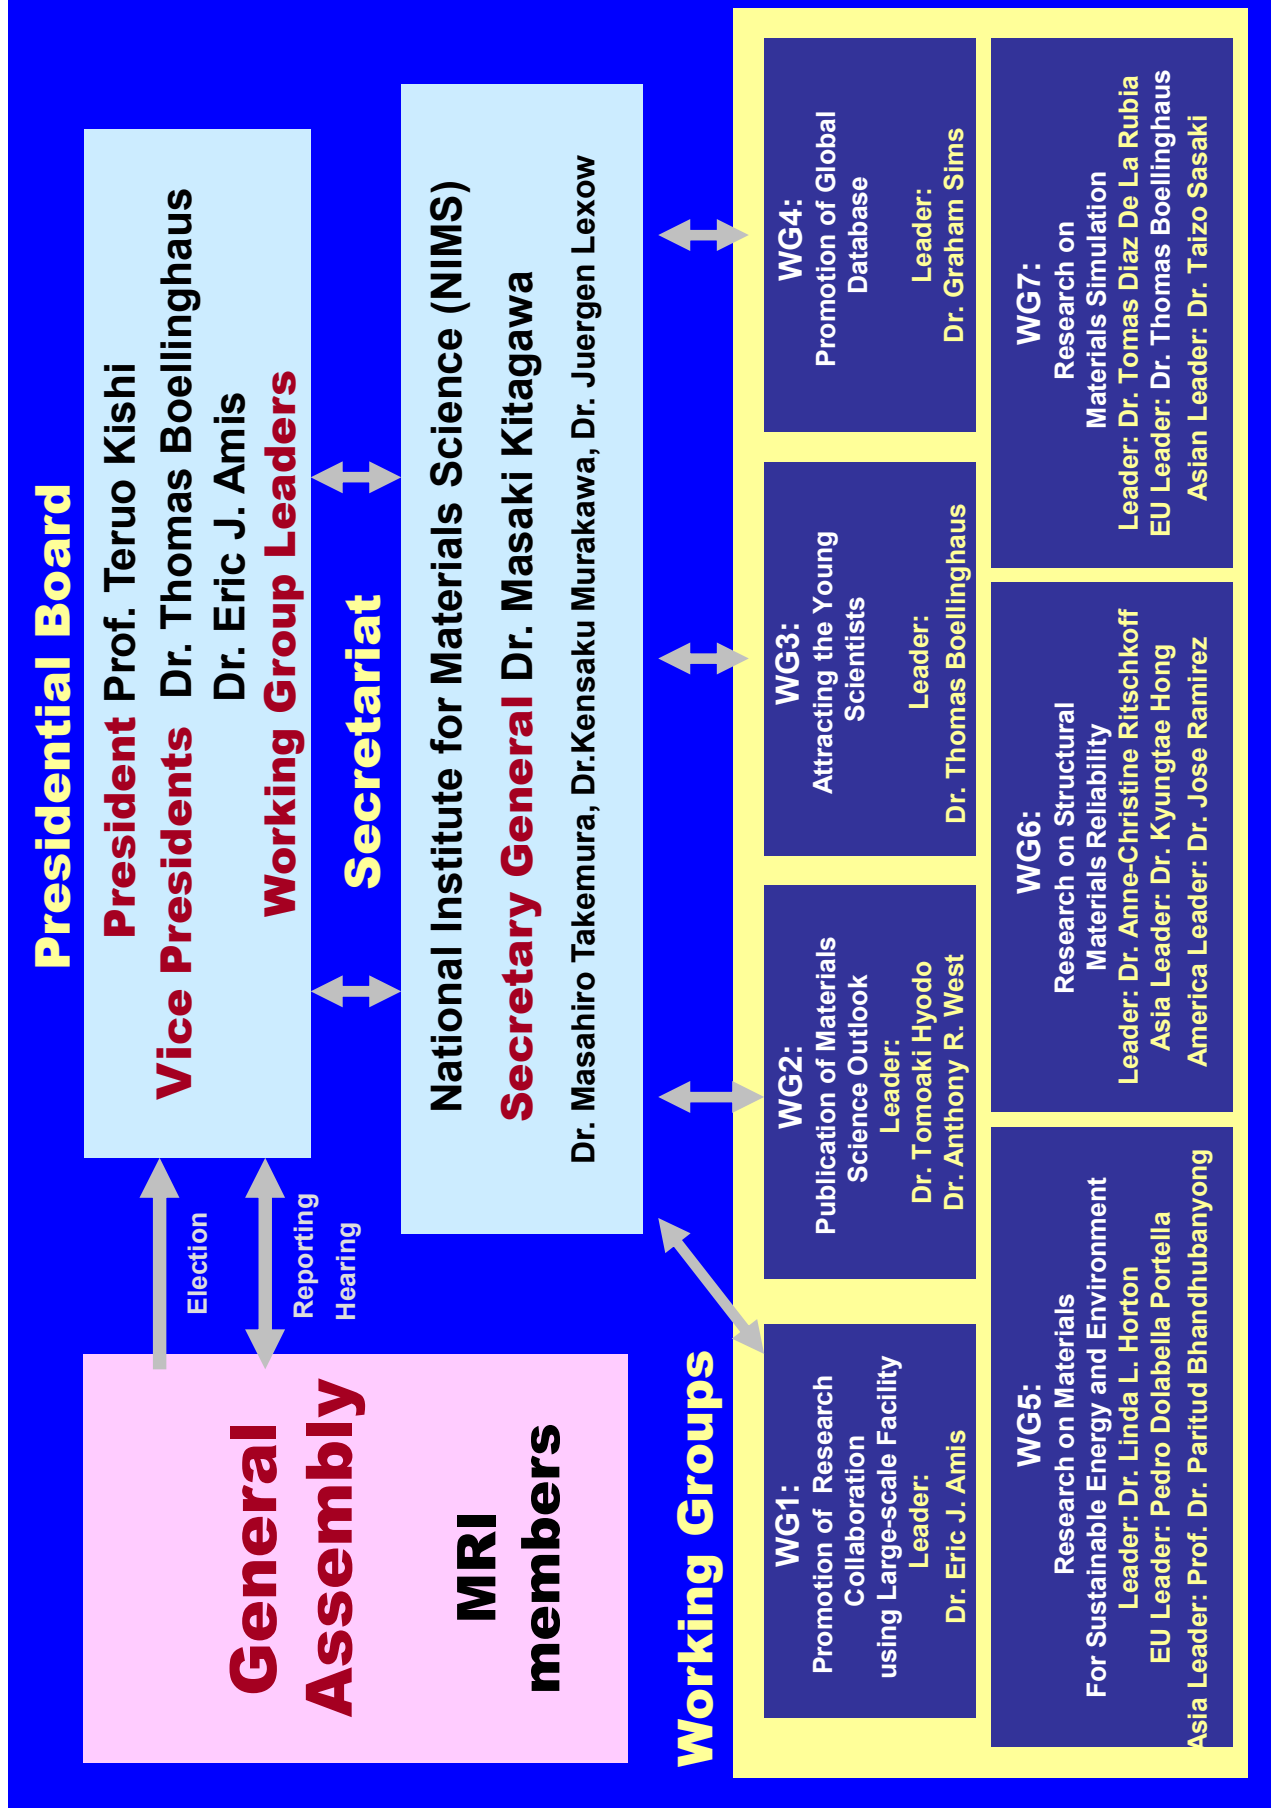 Presidential Board
President Prof. Teruo Kishi
Vice Presidents Dr. Thomas Boellinghaus
Dr. Eric J. Amis
Working Group Leaders
Election
Reporting
Hearing
General
Assembly
MRI
members
Secretariat
National Institute for Materials Science (NIMS)
Secretary General Dr. Masaki Kitagawa
Dr. Masahiro Takemura, Dr.Kensaku Murakawa, Dr. Juergen Lexow
Working Groups
WG1:
Promotion of Research
Collaboration
using Large-scale Facility
Leader:
Dr. Eric J. Amis
WG2:
Publication of Materials
Science Outlook
Leader:
Dr. Tomoaki Hyodo
Dr. Anthony R. West
WG3:
Attracting the Young
Scientists
Leader:
Dr. Thomas Boellinghaus
WG4:
Promotion of Global
Database
Leader:
Dr. Graham Sims
WG5:
Research on Materials
For Sustainable Energy and Environment
Leader: Dr. Linda L. Horton
EU Leader: Pedro Dolabella Portella
Asia Leader: Prof. Dr. Paritud Bhandhubanyong
WG6:
Research on Structural
Materials Reliability
Leader: Dr. Anne-Christine Ritschkoff
Asia Leader: Dr. Kyungtae Hong
America Leader: Dr. Jose Ramirez
WG7:
Research on
Materials Simulation
Leader: Dr. Tomas Diaz De La Rubia
EU Leader: Dr. Thomas Boellinghaus
Asian Leader: Dr. Taizo Sasaki